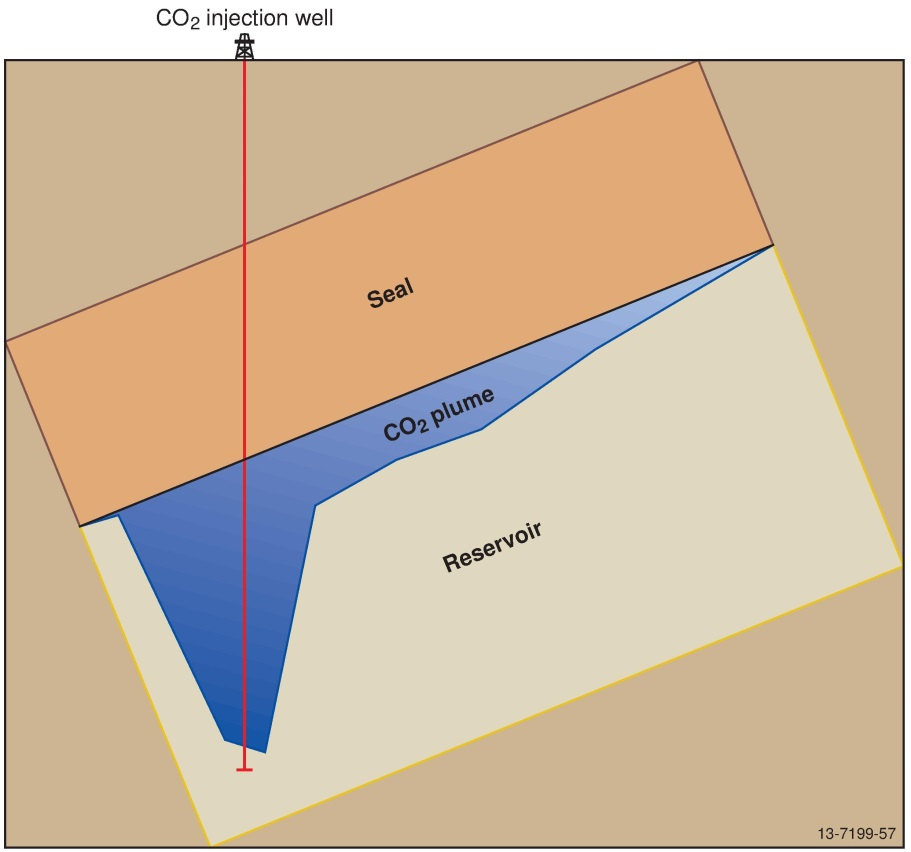 CO₂ injection well
Seal
CO₂ plume
Reservoir
13-7199-57